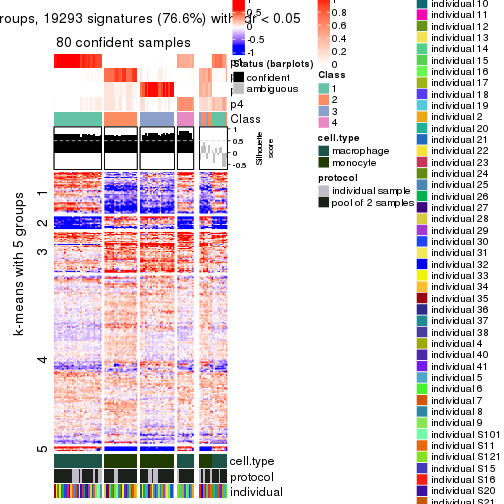 roups, 19293 signatures (76.6%) with
r < 0.05
80 confident samples
p4
Class
1
0.5
0
-0.5
Silhouette
score
k-means with 5 groups
1
2
3
4
5
cell.type
protocol
individual
1
0.5
0
-0.5
-1
Status (barplots)
confident
ambiguous
0.8
0.6
0.4
0.2
0
Class
1
2
3
4
cell.type
macrophage
monocyte
protocol
individual sample
pool of 2 samples
individual 10
individual 11
individual 12
individual 13
individual 14
individual 15
individual 16
individual 17
individual 18
individual 19
individual 2
individual 20
individual 21
individual 22
individual 23
individual 24
individual 25
individual 26
individual 27
individual 28
individual 29
individual 30
individual 31
individual 32
individual 33
individual 34
individual 35
individual 36
individual 37
individual 38
individual 4
individual 40
individual 41
individual 5
individual 6
individual 7
individual 8
individual 9
individual S101
individual S11
individual S121
individual S15
individual S16
individual S20
individual S21